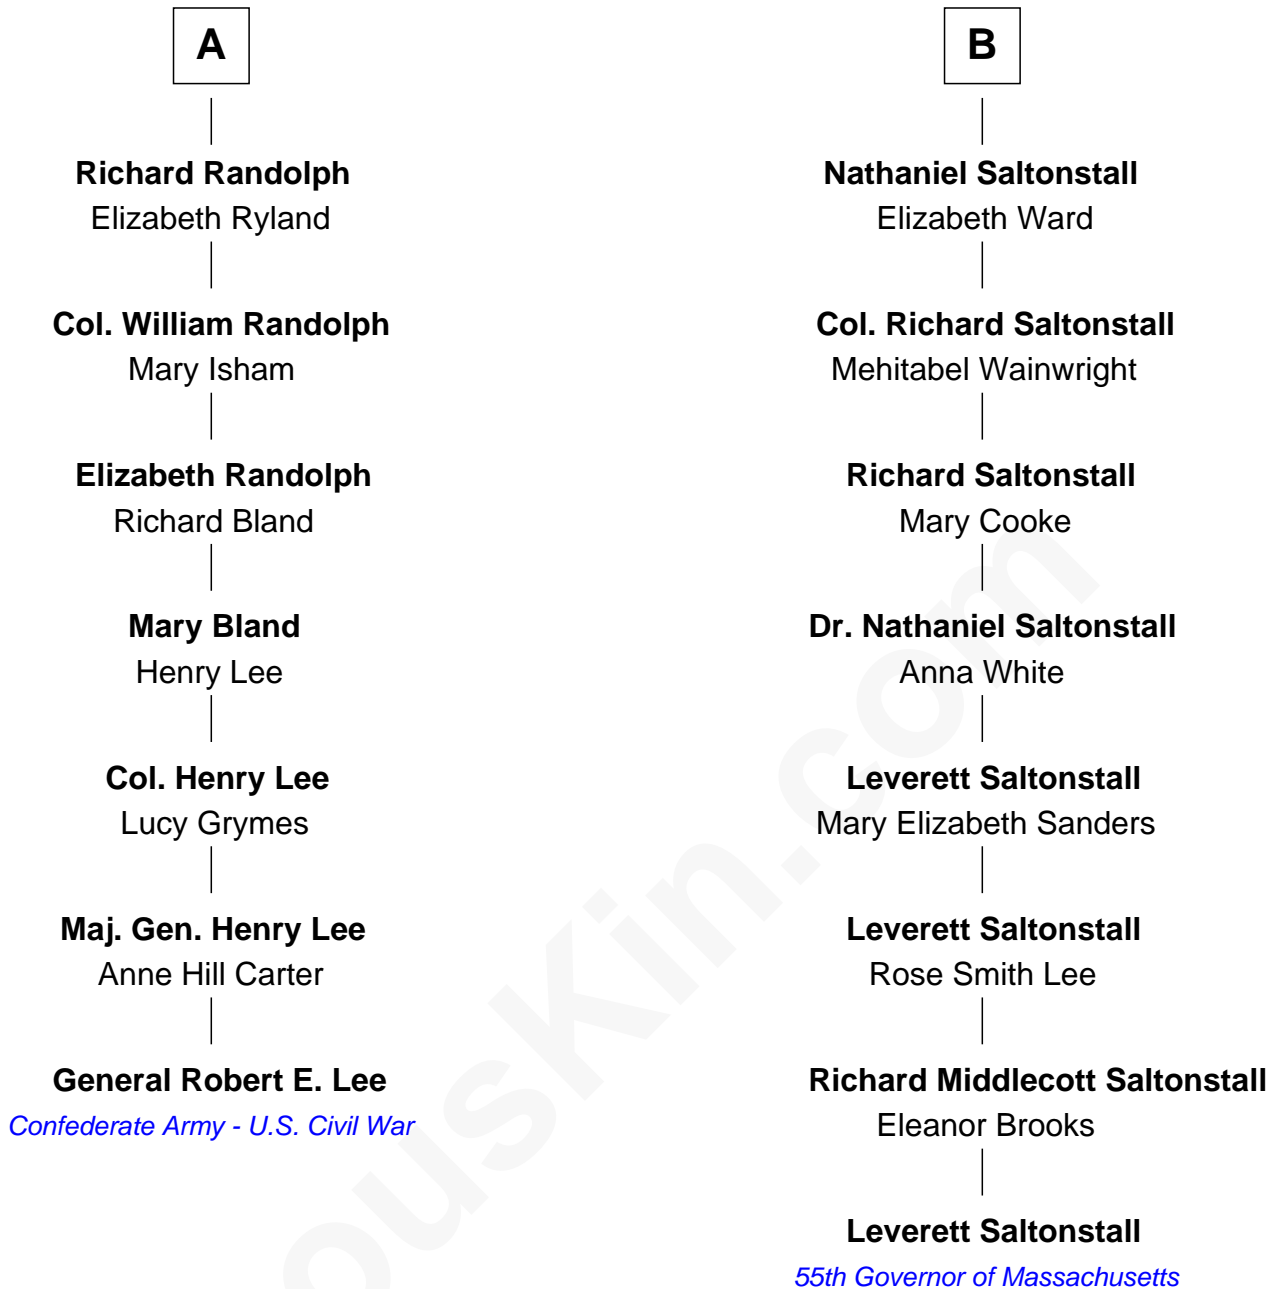 A
Richard Randolph
Elizabeth Ryland
Col. William Randolph
Mary Isham
Elizabeth Randolph
Richard Bland
Mary Bland
Henry Lee
Col. Henry Lee
Lucy Grymes
Maj. Gen. Henry Lee
Anne Hill Carter
General Robert E. Lee
Confederate Army - U.S. Civil War
B
Nathaniel Saltonstall
Elizabeth Ward
Col. Richard Saltonstall
Mehitabel Wainwright
Richard Saltonstall
Mary Cooke
Dr. Nathaniel Saltonstall
Anna White
Leverett Saltonstall
Mary Elizabeth Sanders
Leverett Saltonstall
Rose Smith Lee
Richard Middlecott Saltonstall
Eleanor Brooks
Leverett Saltonstall
55th Governor of Massachusetts
ousKin.com